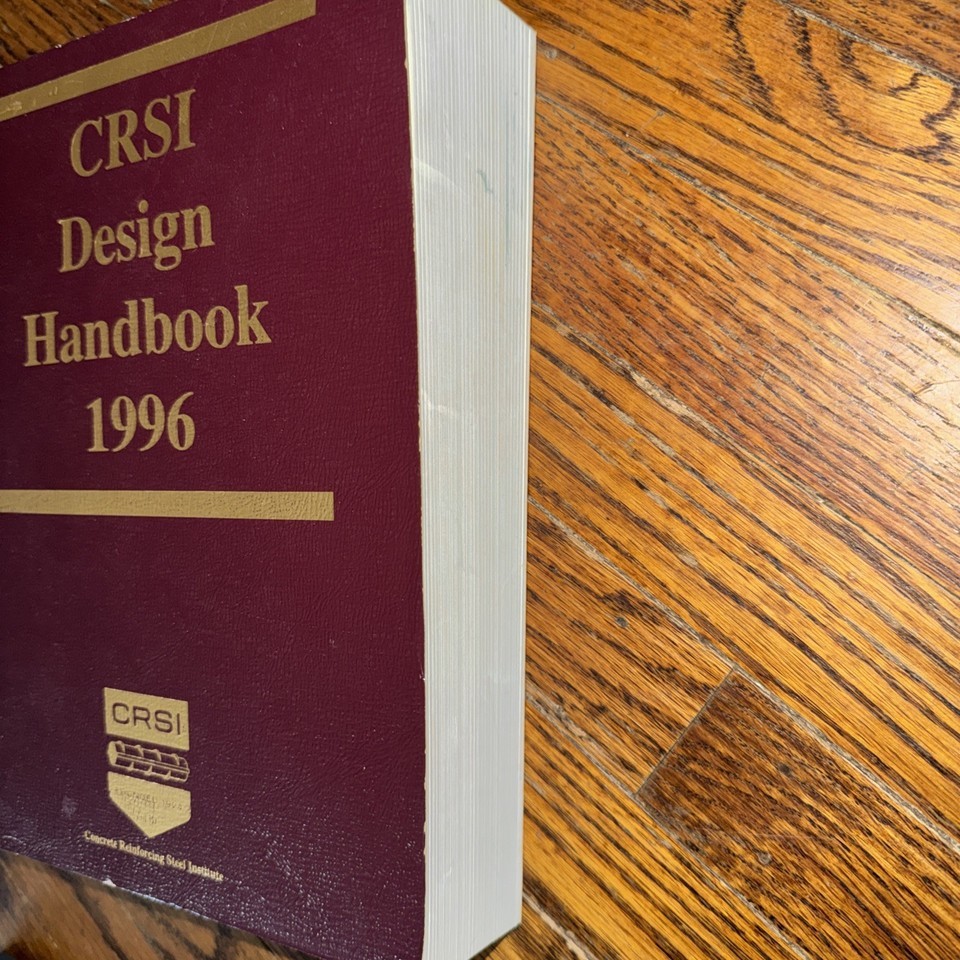 CRSI
Design
Handbook
1996
CRSI
Concrete Reinforcing Steel Institute